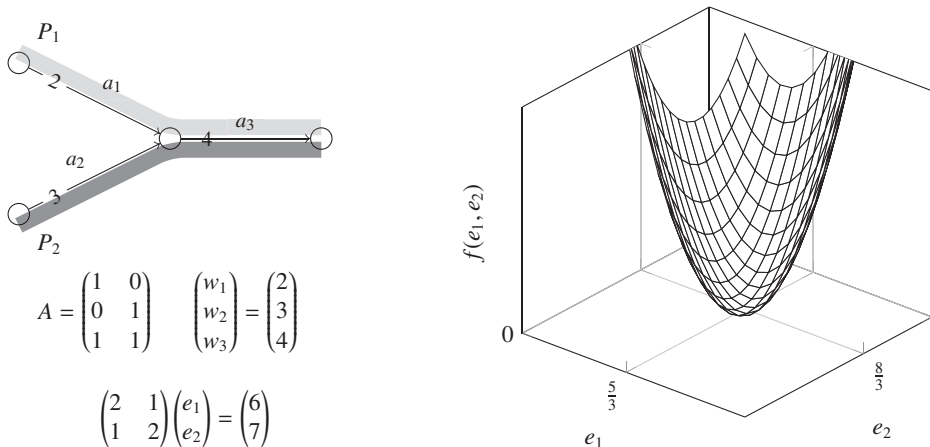 P₁
2
a₁
4
a₃
a₂
3
P₂
A = (1 0
0 1
1 1)
(w₁
w₂
w₃) = (2
3
4)
(2 1
1 2) (e₁
e₂) = (6
7)
f(e₁, e₂)
0
5/3
8/3
e₁
e₂